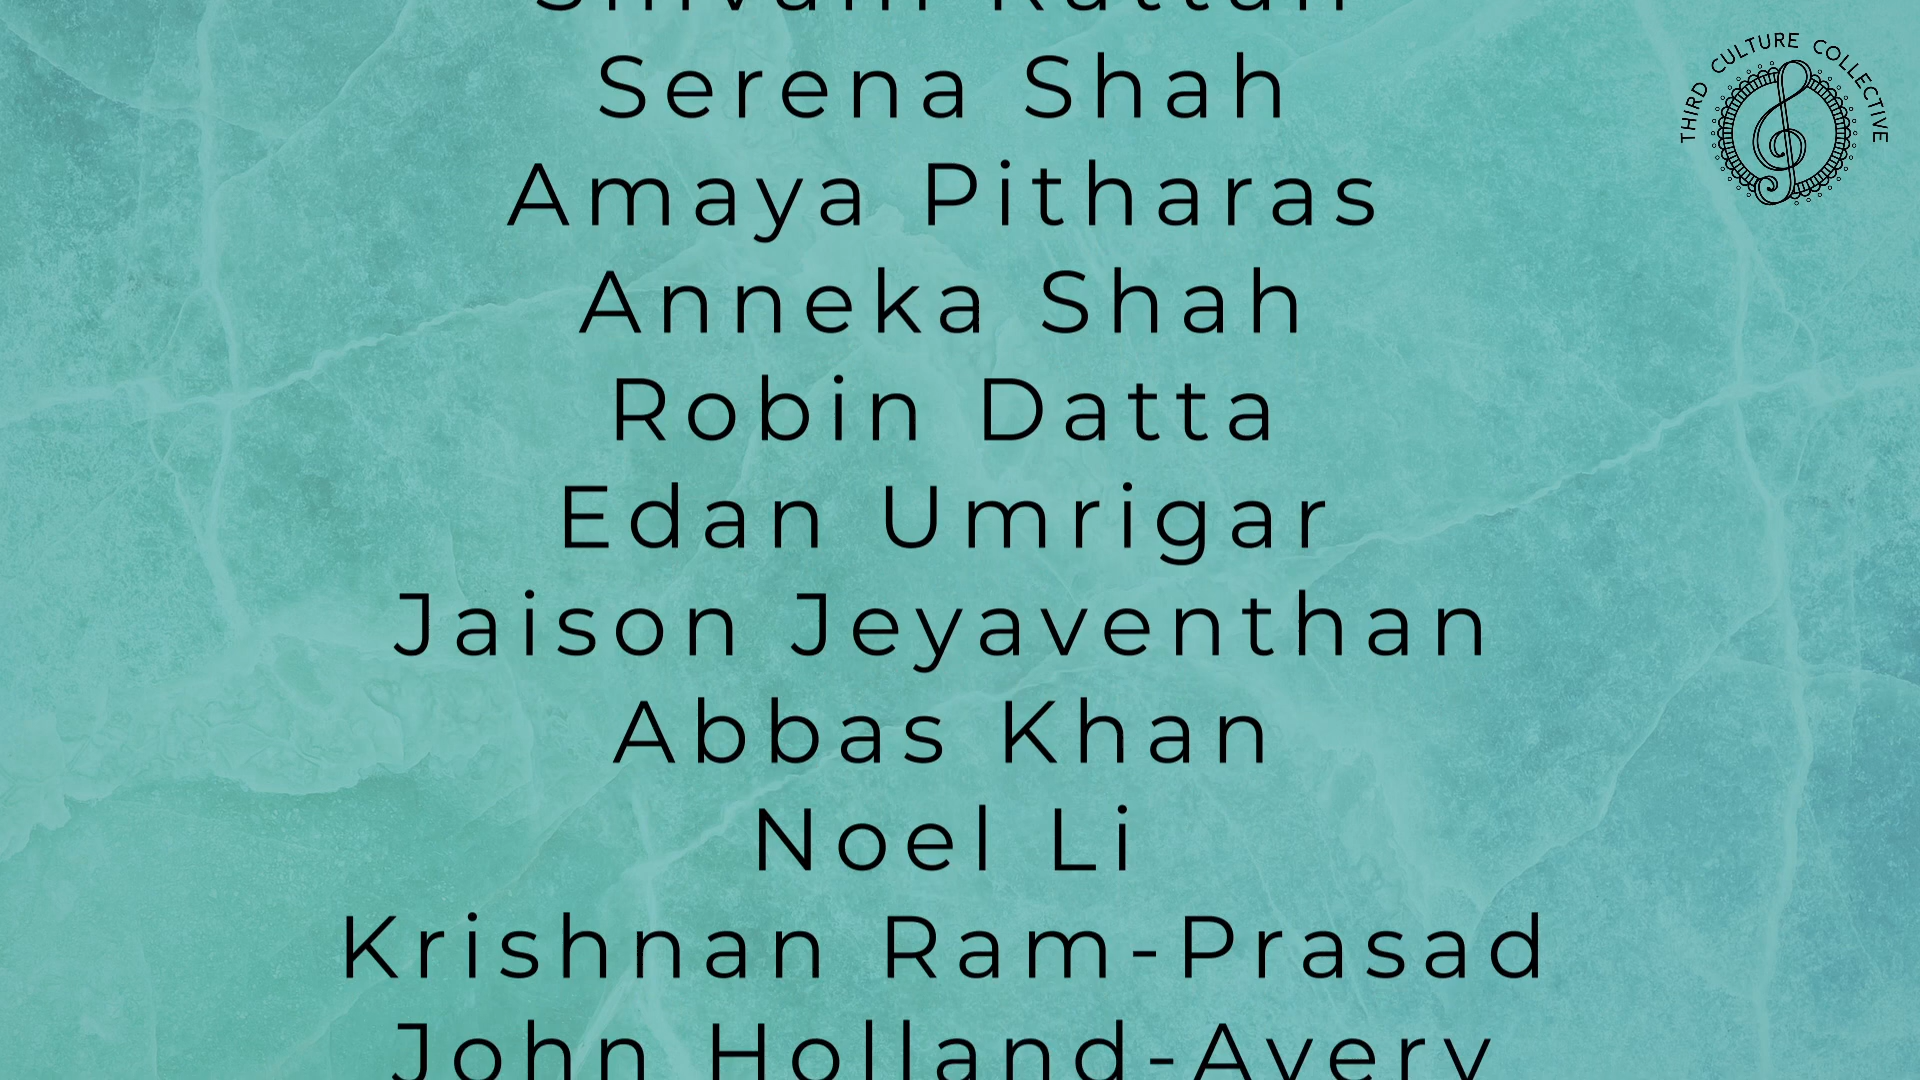 Serena Shah
Amaya Pitharas
Anneka Shah
Robin Datta
Edan Umrigar
Jaison Jeyaventhan
Abbas Khan
Noel Li
Krishnan Ram-Prasad
John Holland-Avery
THIRD CULTURE COLLECTIVE